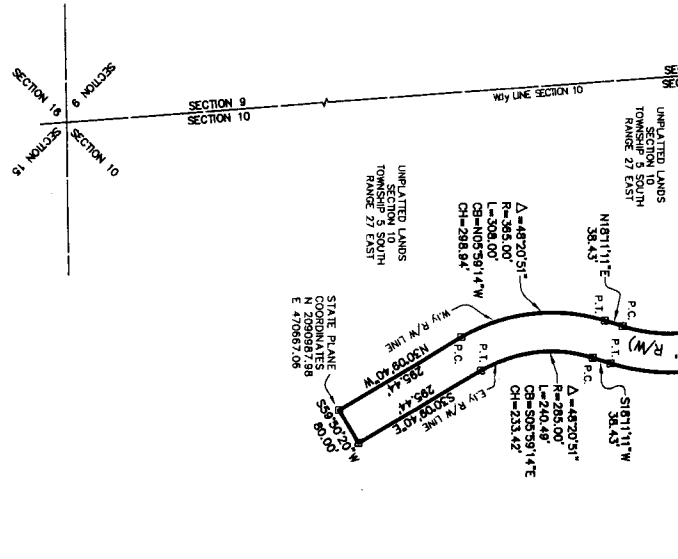 SECTION 16
SECTION 9
9
SECTION 15
SECTION 10
SECTION 10
W'ly LINE SECTION 10
UNPLATTED LANDS
SECTION 10
TOWNSHIP 5 SOUTH
RANGE 27 EAST
UNPLATTED LANDS
SECTION 10
TOWNSHIP 5 SOUTH
RANGE 27 EAST
N18°11'11"E
38.43'
P.T.
P.C.
R/W)
P.T.
P.C.
S18°11'11"W
38.43'
Δ=48°20'51"
R=365.00'
L=308.00'
CB=N05°59'14"W
CH=298.94'
Δ=48°20'51"
R=285.00'
L=240.49'
CB=S05°59'14"E
CH=233.42'
W'ly R/W LINE
N30°09'40"W
295.44'
P.C.
P.T.
295.44'
S30°09'40"E
E'ly R/W LINE
STATE PLANE
COORDINATES
N 2090987.98
E 470667.06
S59°50'20"W
80.00'